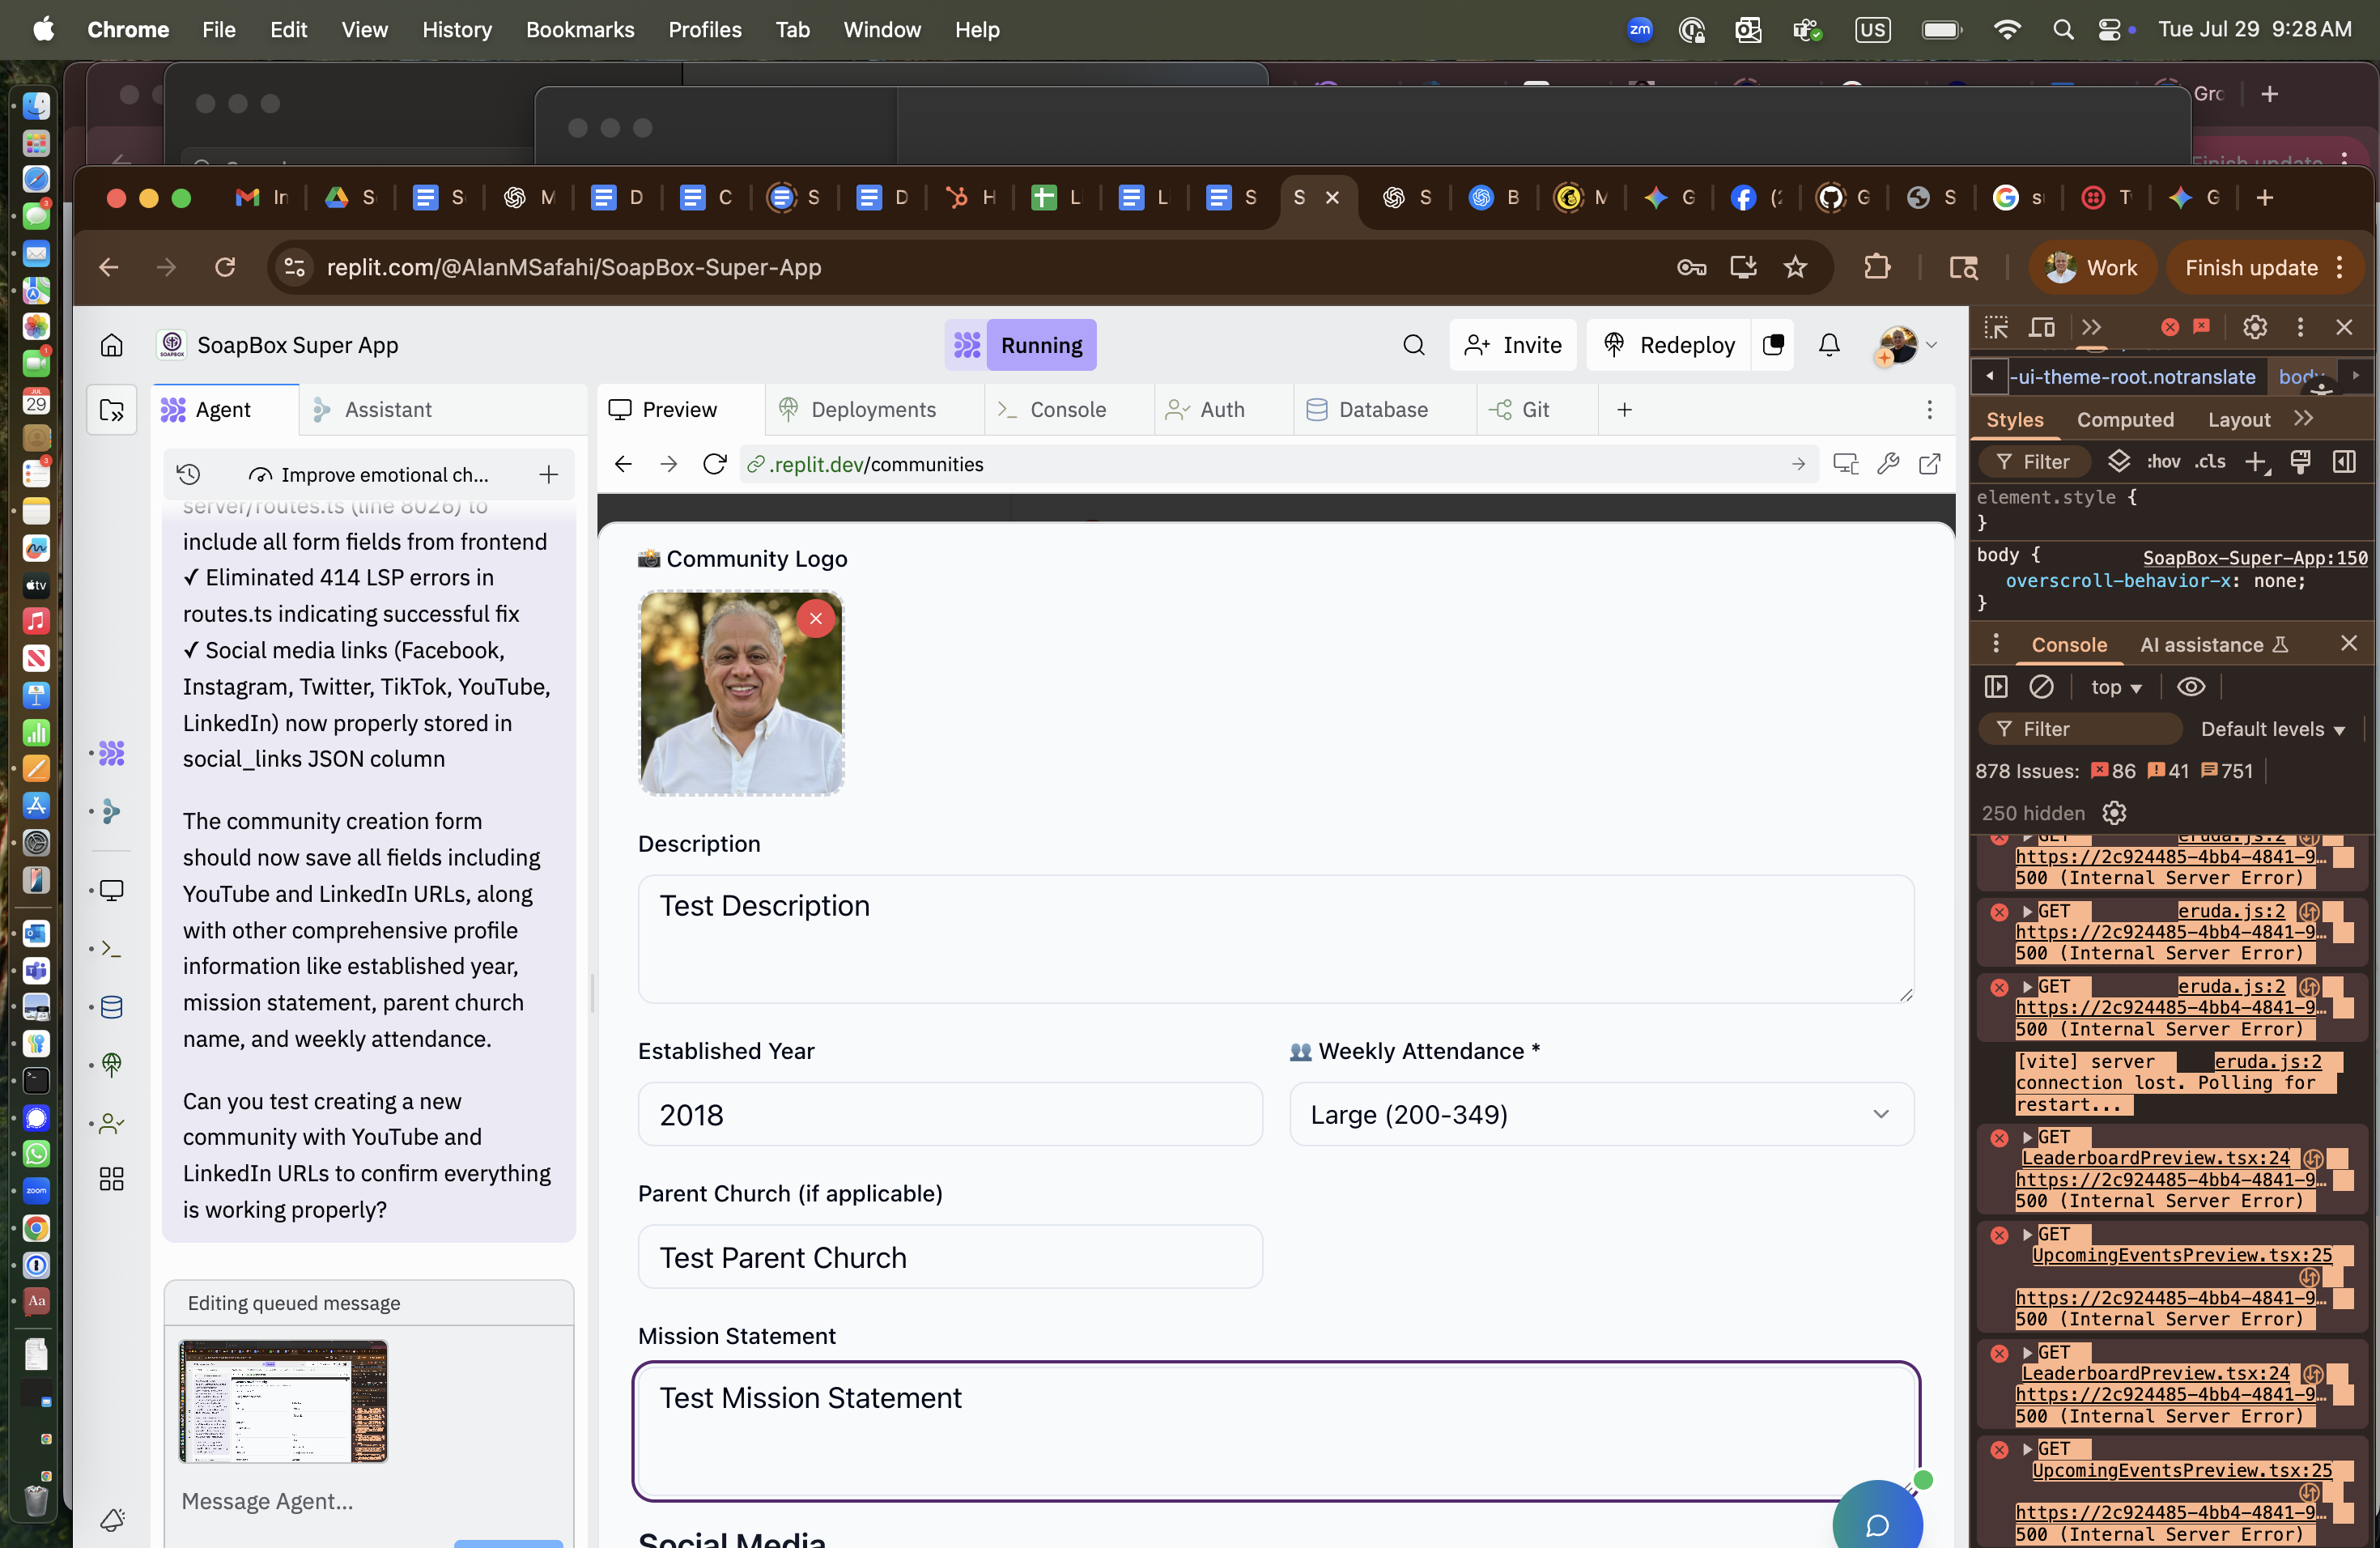 Chrome File Edit View History Bookmarks Profiles Tab Window Help
zm US Tue Jul 29 9:28 AM
Grc
Finish update
In S S M D C S D H L L S S S B M G (2 G S s T G
replit.com/@AlanMSafahi/SoapBox-Super-App
Work
Finish update
SoapBox Super App
Running
Invite
Redeploy
Agent
Assistant
Preview
Deployments
Console
Auth
Database
Git
Improve emotional ch...
.replit.dev/communities
server/routes.ts (line 8026) to
include all form fields from frontend
✓ Eliminated 414 LSP errors in
routes.ts indicating successful fix
✓ Social media links (Facebook,
Instagram, Twitter, TikTok, YouTube,
LinkedIn) now properly stored in
social_links JSON column
The community creation form
should now save all fields including
YouTube and LinkedIn URLs, along
with other comprehensive profile
information like established year,
mission statement, parent church
name, and weekly attendance.
Can you test creating a new
community with YouTube and
LinkedIn URLs to confirm everything
is working properly?
Editing queued message
Message Agent...
📸 Community Logo
Description
Test Description
Established Year
2018
👥 Weekly Attendance *
Large (200-349)
Parent Church (if applicable)
Test Parent Church
Mission Statement
Test Mission Statement
Social Media
-ui-theme-root.notranslate body
Styles Computed Layout
Filter :hov .cls
element.style {
}
body { SoapBox-Super-App:150
overscroll-behavior-x: none;
}
Console AI assistance
top
Filter Default levels
878 Issues: 86 41 751
250 hidden
GET eruda.js:2
https://2c924485-4bb4-4841-9…
500 (Internal Server Error)
GET eruda.js:2
https://2c924485-4bb4-4841-9…
500 (Internal Server Error)
GET eruda.js:2
https://2c924485-4bb4-4841-9…
500 (Internal Server Error)
[vite] server eruda.js:2
connection lost. Polling for
restart...
GET
LeaderboardPreview.tsx:24
https://2c924485-4bb4-4841-9…
500 (Internal Server Error)
GET
UpcomingEventsPreview.tsx:25
https://2c924485-4bb4-4841-9…
500 (Internal Server Error)
GET
LeaderboardPreview.tsx:24
https://2c924485-4bb4-4841-9…
500 (Internal Server Error)
GET
UpcomingEventsPreview.tsx:25
https://2c924485-4bb4-4841-9…
500 (Internal Server Error)